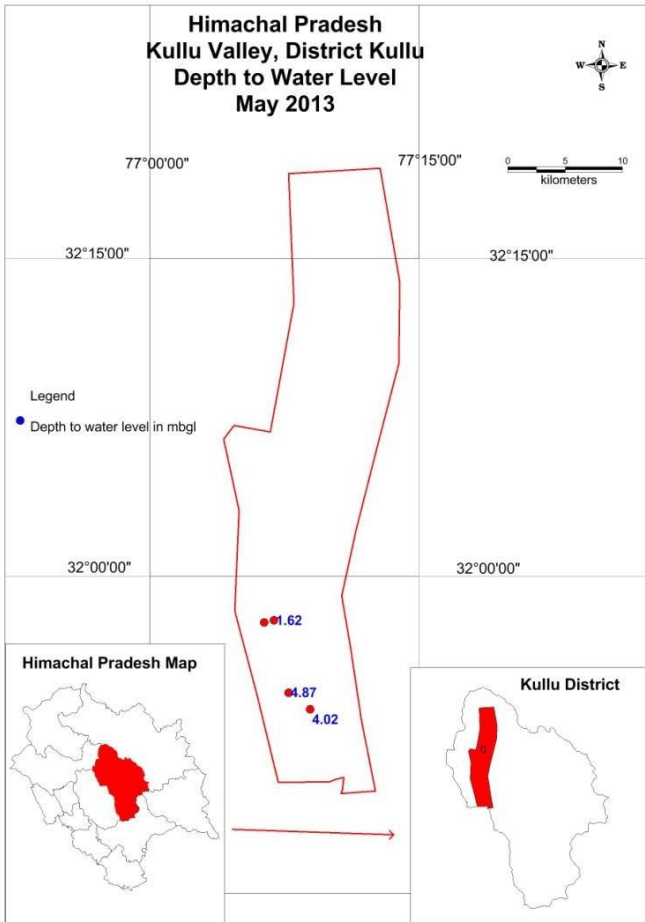 Himachal Pradesh
Kullu Valley, District Kullu
Depth to Water Level
May 2013
N
W E
S
77°00'00"
77°15'00"
0 5 10
kilometers
32°15'00"
32°15'00"
Legend
Depth to water level in mbgl
32°00'00"
32°00'00"
1.62
4.87
4.02
Himachal Pradesh Map
Kullu District